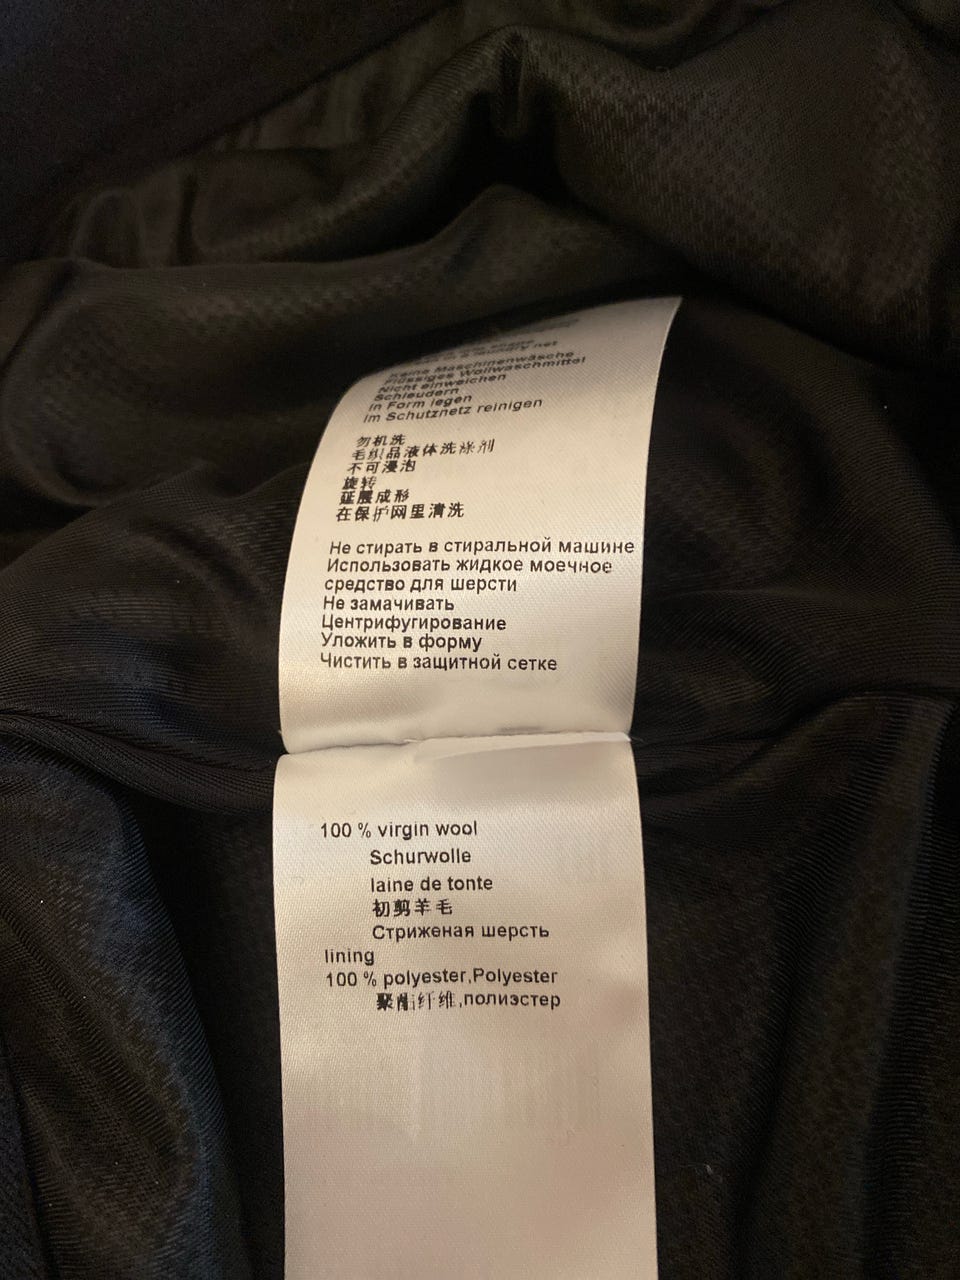 in a laundry net
Keine Maschinenwäsche
Flüssiges Wollwaschmittel
Nicht einweichen
Schleudern
In Form legen
Im Schutznetz reinigen
勿机洗
毛织品液体洗涤剂
不可浸泡
旋转
延展成形
在保护网里清洗
Не стирать в стиральной машине
Использовать жидкое моечное
средство для шерсти
Не замачивать
Центрифугирование
Уложить в форму
Чистить в защитной сетке
100 % virgin wool
Schurwolle
laine de tonte
初剪羊毛
Стриженая шерсть
lining
100 % polyester,Polyester
聚酯纤维,полиэстер